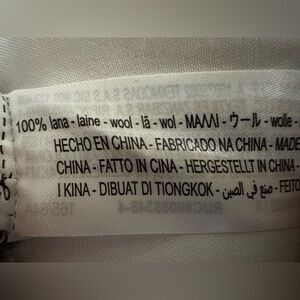 100% lana - laine - wool - lã - wol - ΜΑΛΛΙ - ウール - wolle -
HECHO EN CHINA - FABRICADO NA CHINA - MADE
CHINA - FATTO IN CINA - HERGESTELLT IN CHINA -
I KINA - DIBUAT DI TIONGKOK - صنع في الصين - FEITO